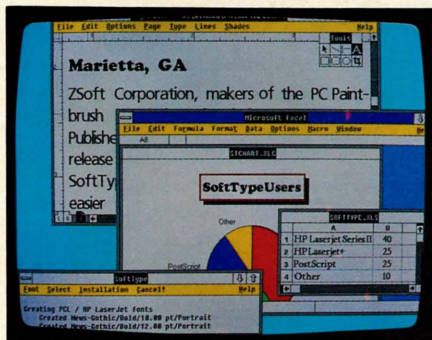 File Edit Options Page Type Lines Shades Help
Tools
A
Marietta, GA
ZSoft Corporation, makers of the PC Paint-
brush
Publishe
release
SoftTy
easier
Microsoft Excel
File Edit Formula Format Data Options Macro Window
A8
STCHART.XLC
SoftTypeUsers
Other
PostScript
SOFTTYPE.XLS
A B
1 HP Laserjet Series II 40
2 HP Laserjet+ 25
3 PostScript 25
4 Other 10
SoftType
Font Select Installation Cancel! Help
Creating PCL / HP LaserJet Fonts
Created News-Gothic/Bold/10.00 pt/Portrait
Created News-Gothic/Bold/12.00 pt/Portrait